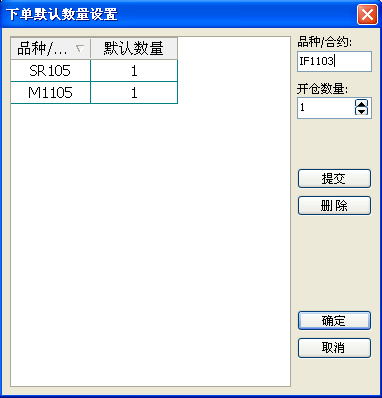 下单默认数量设置
品种/... 默认数量
SR105 1
M1105 1
品种/合约:
IF1103
开仓数量:
1
提交
删除
确定
取消